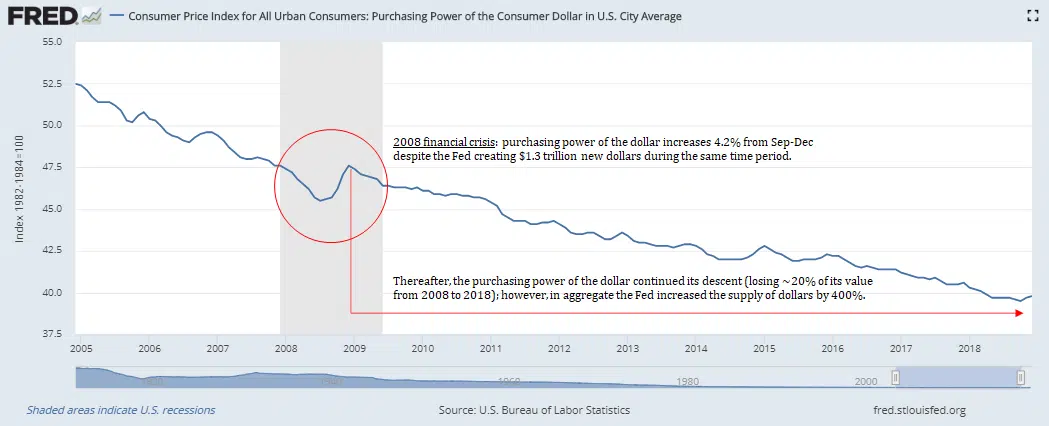 FRED
Consumer Price Index for All Urban Consumers: Purchasing Power of the Consumer Dollar in U.S. City Average
Index 1982-1984=100
55.0
52.5
50.0
47.5
45.0
42.5
40.0
37.5
2008 financial crisis: purchasing power of the dollar increases 4.2% from Sep-Dec
despite the Fed creating $1.3 trillion new dollars during the same time period.
Thereafter, the purchasing power of the dollar continued its descent (losing ~20% of its value
from 2008 to 2018); however, in aggregate the Fed increased the supply of dollars by 400%.
2005 2006 2007 2008 2009 2010 2011 2012 2013 2014 2015 2016 2017 2018
1920 1940 1960 1980 2000
Shaded areas indicate U.S. recessions
Source: U.S. Bureau of Labor Statistics
fred.stlouisfed.org